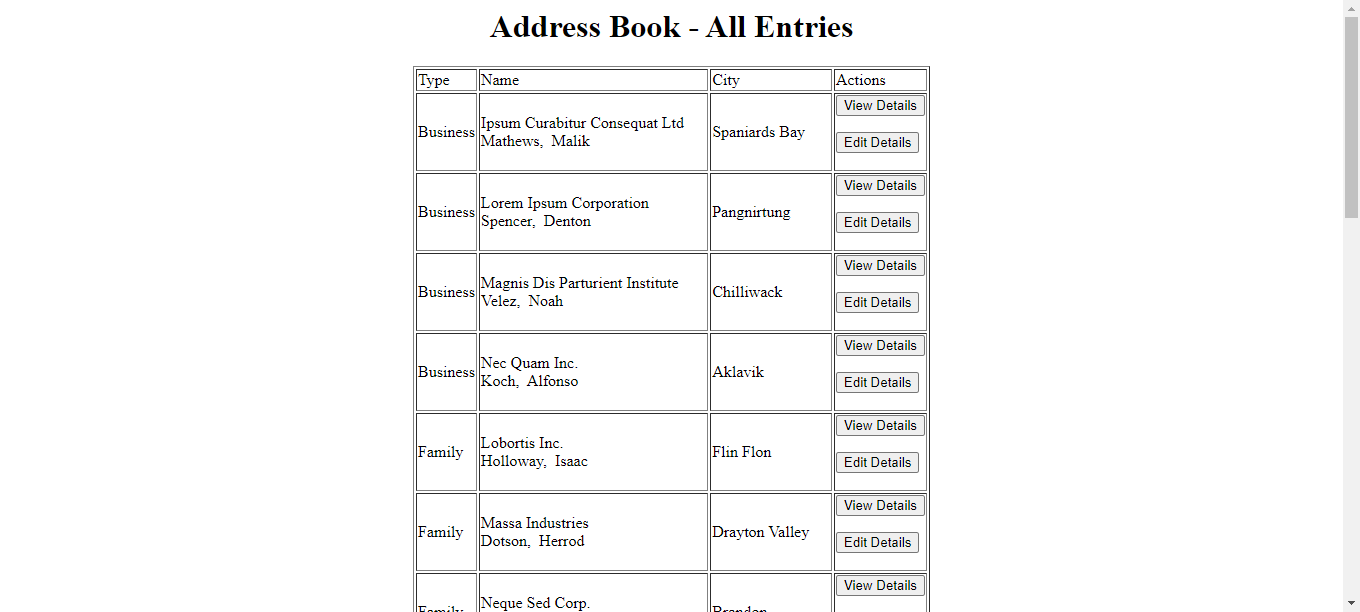 Address Book - All Entries
Type Name City Actions
Business
Ipsum Curabitur Consequat Ltd
Mathews, Malik
Spaniards Bay
View Details
Edit Details
Business
Lorem Ipsum Corporation
Spencer, Denton
Pangnirtung
View Details
Edit Details
Business
Magnis Dis Parturient Institute
Velez, Noah
Chilliwack
View Details
Edit Details
Business
Nec Quam Inc.
Koch, Alfonso
Aklavik
View Details
Edit Details
Family
Lobortis Inc.
Holloway, Isaac
Flin Flon
View Details
Edit Details
Family
Massa Industries
Dotson, Herrod
Drayton Valley
View Details
Edit Details
Family
Neque Sed Corp.
Brandon
View Details